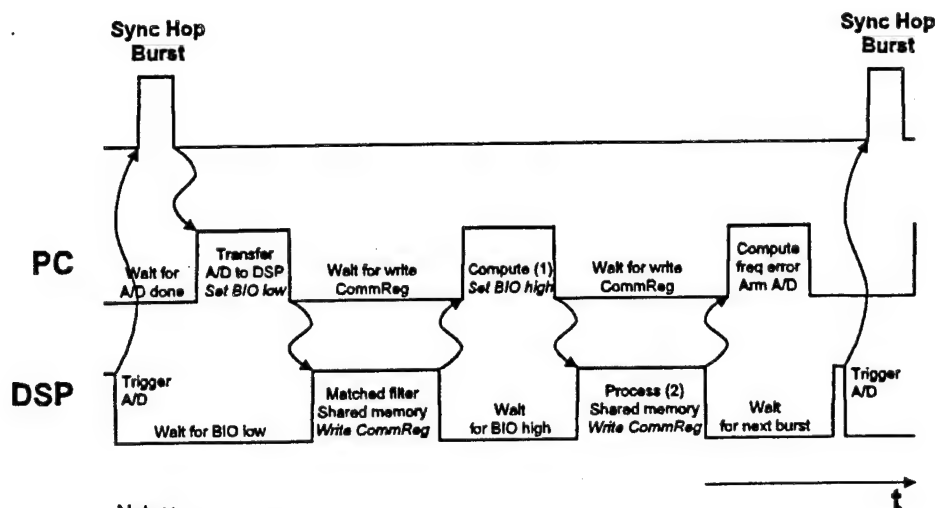 Sync Hop
Burst
Sync Hop
Burst
PC
Wait for
A/D done
Transfer
A/D to DSP
Set BIO low
Wait for write
CommReg
Compute (1)
Set BIO high
Wait for write
CommReg
Compute
freq error
Arm A/D
DSP
Trigger
A/D
Wait for BIO low
Matched filter
Shared memory
Write CommReg
Wait
for BIO high
Process (2)
Shared memory
Write CommReg
Wait
for next burst
Trigger
A/D
t